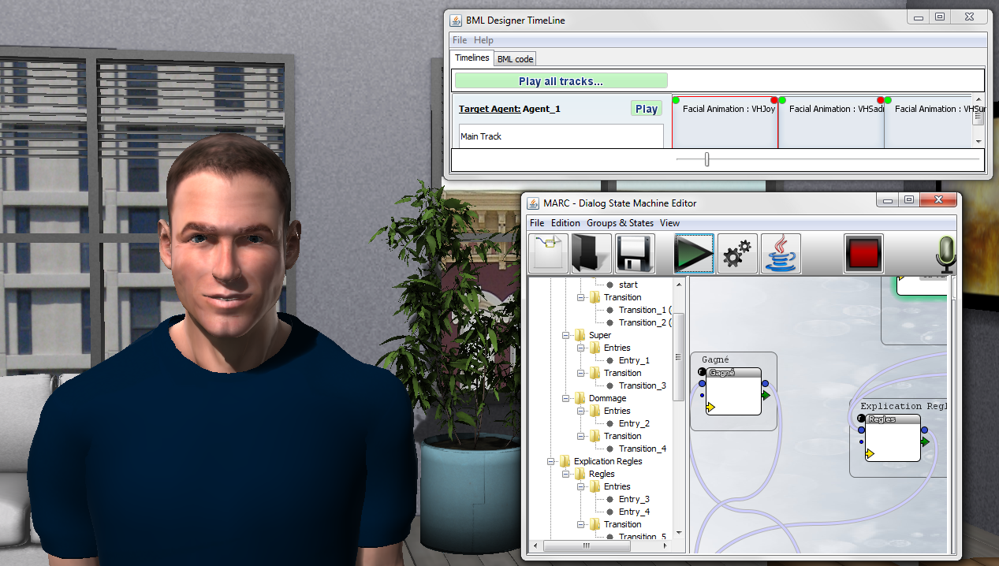 BML Designer TimeLine
File Help
Timelines BML code
Play all tracks...
Target Agent: Agent_1 Play
Main Track
Facial Animation : VHJoy
Facial Animation : VHSadi
Facial Animation : VHSur
MARC - Dialog State Machine Editor
File Edition Groups & States View
start
Transition
Transition_1 (
Transition_2 (
Super
Entries
Entry_1
Transition
Transition_3
Dommage
Entries
Entry_2
Transition
Transition_4
Explication Regles
Regles
Entries
Entry_3
Entry_4
Transition
Transition_5
Gagné
Gagné
Explication Regl
Regles